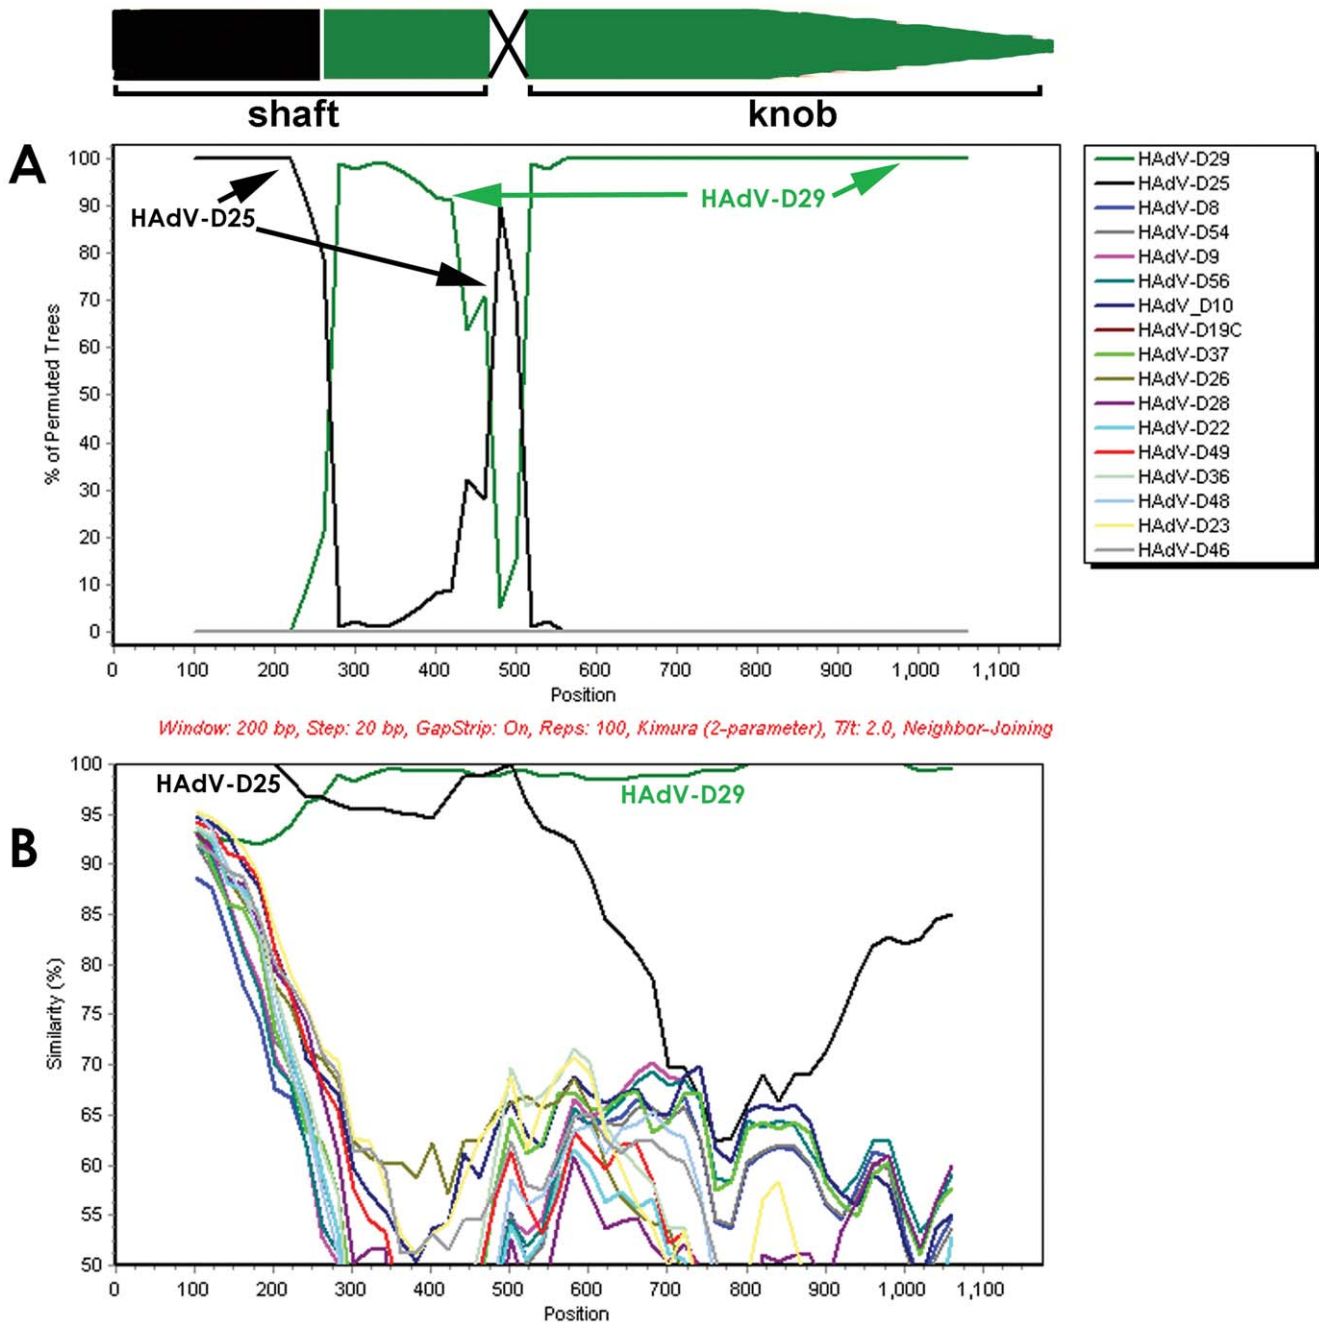 shaft
knob
A
100
90
80
70
60
50
40
30
20
10
0
% of Permuted Trees
HAdV-D25
HAdV-D29
0 100 200 300 400 500 600 700 800 900 1,000 1,100
Position
HAdV-D29
HAdV-D25
HAdV-D8
HAdV-D54
HAdV-D9
HAdV-D56
HAdV_D10
HAdV-D19C
HAdV-D37
HAdV-D26
HAdV-D28
HAdV-D22
HAdV-D49
HAdV-D36
HAdV-D48
HAdV-D23
HAdV-D46
Window: 200 bp, Step: 20 bp, GapStrip: On, Reps: 100, Kimura (2-parameter), T/t: 2.0, Neighbor-Joining
B
100
95
90
85
80
75
70
65
60
55
50
Similarity (%)
HAdV-D25
HAdV-D29
0 100 200 300 400 500 600 700 800 900 1,000 1,100
Position